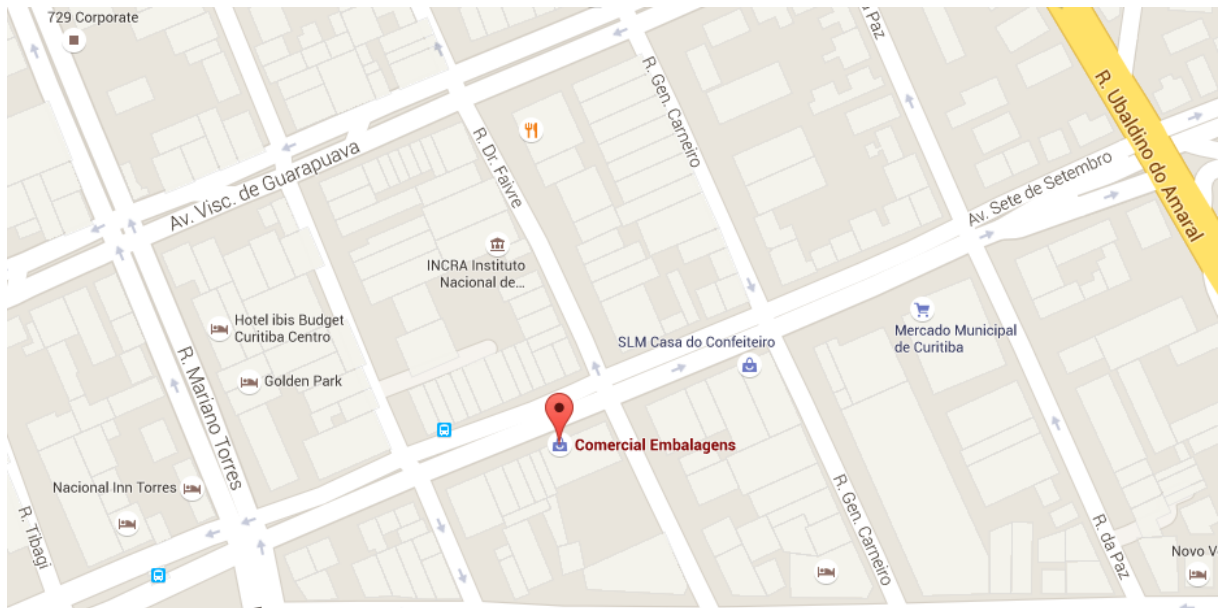 729 Corporate
da Paz
R. Gen. Carneiro
R. Ubaldino do Amaral
R. Dr. Faivre
Av. Visc. de Guarapuava
Av. Sete de Setembro
INCRA Instituto
Nacional de...
Hotel ibis Budget
Curitiba Centro
SLM Casa do Confeiteiro
Mercado Municipal
de Curitiba
Golden Park
R. Mariano Torres
Comercial Embalagens
Nacional Inn Torres
R. Tibagi
R. Gen. Carneiro
R. da Paz
Novo V